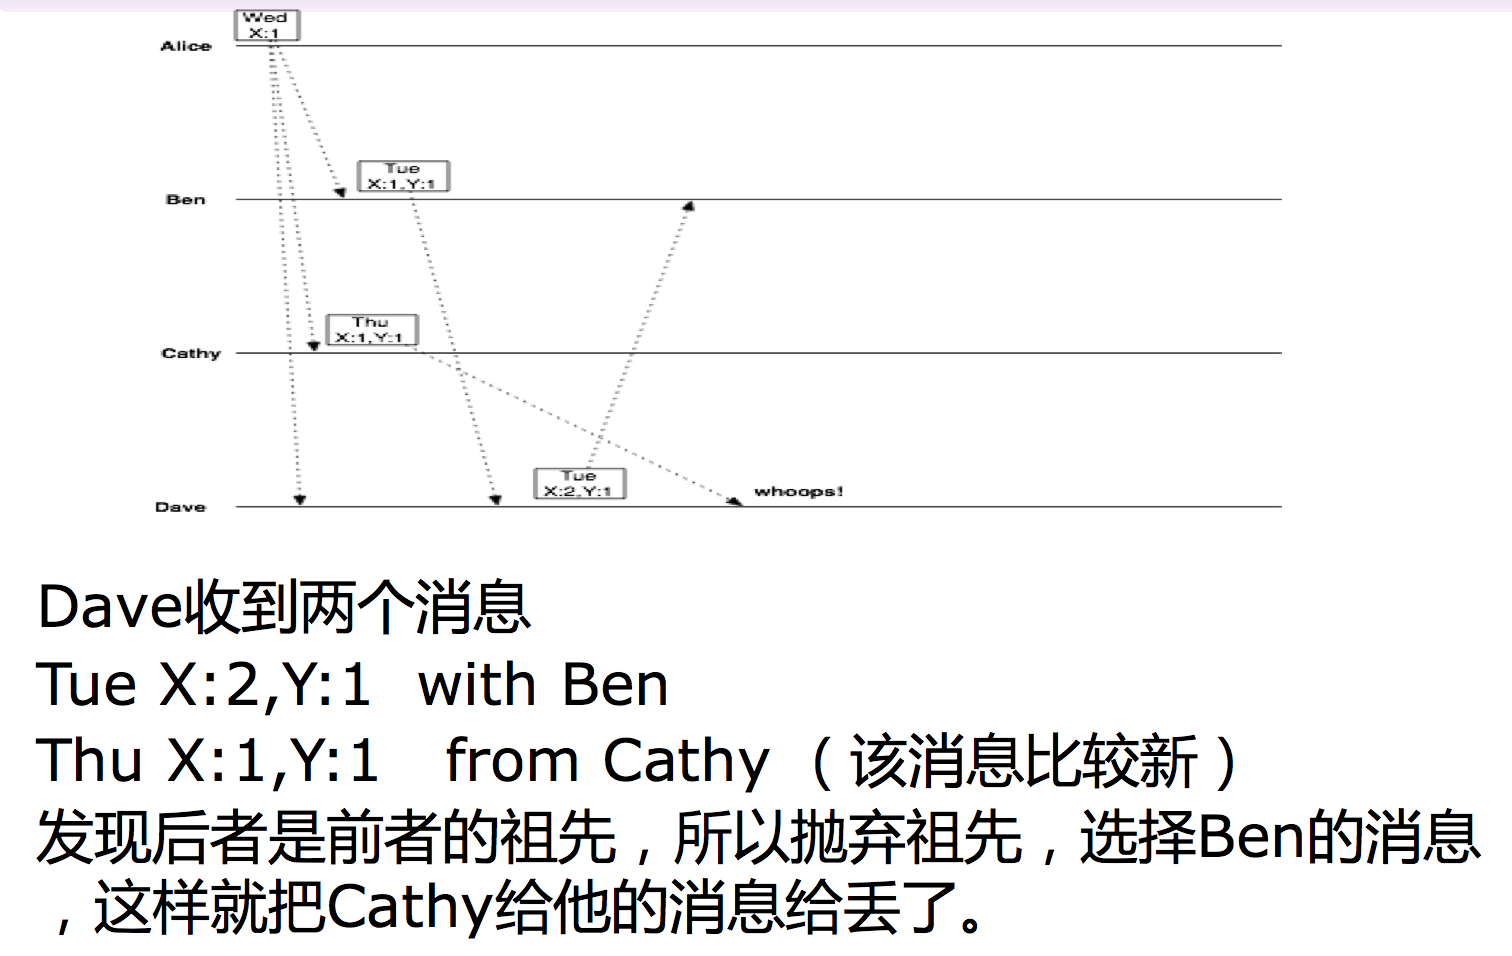 Wed
X:1
Alice
Tue
X:1,Y:1
Ben
Thu
X:1,Y:1
Cathy
Tue
X:2,Y:1
whoops!
Dave
Dave收到两个消息
Tue X:2,Y:1 with Ben
Thu X:1,Y:1 from Cathy （该消息比较新）
发现后者是前者的祖先，所以抛弃祖先，选择Ben的消息
，这样就把Cathy给他的消息给丢了。